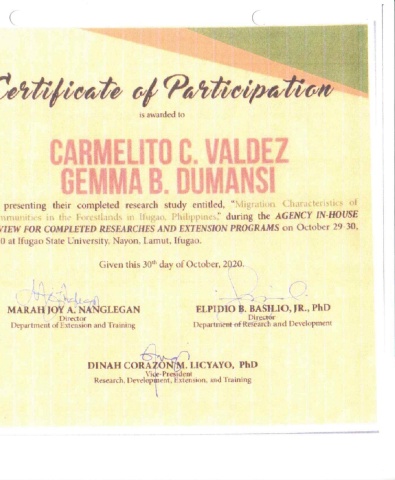 Certificate of Participation
is awarded to
CARMELITO C. VALDEZ
GEMMA B. DUMANSI
presenting their completed research study entitled, "Migration Characteristics of
ommunities in the Forestlands in Ifugao, Philippines," during the AGENCY IN-HOUSE
VIEW FOR COMPLETED RESEARCHES AND EXTENSION PROGRAMS on October 29-30,
0 at Ifugao State University, Nayon, Lamut, Ifugao.
Given this 30th day of October, 2020.
MARAH JOY A. NANGLEGAN
Director
Department of Extension and Training
ELPIDIO B. BASILIO, JR., PhD
Director
Department of Research and Development
DINAH CORAZON M. LICYAYO, PhD
Vice-President
Research, Development, Extension, and Training